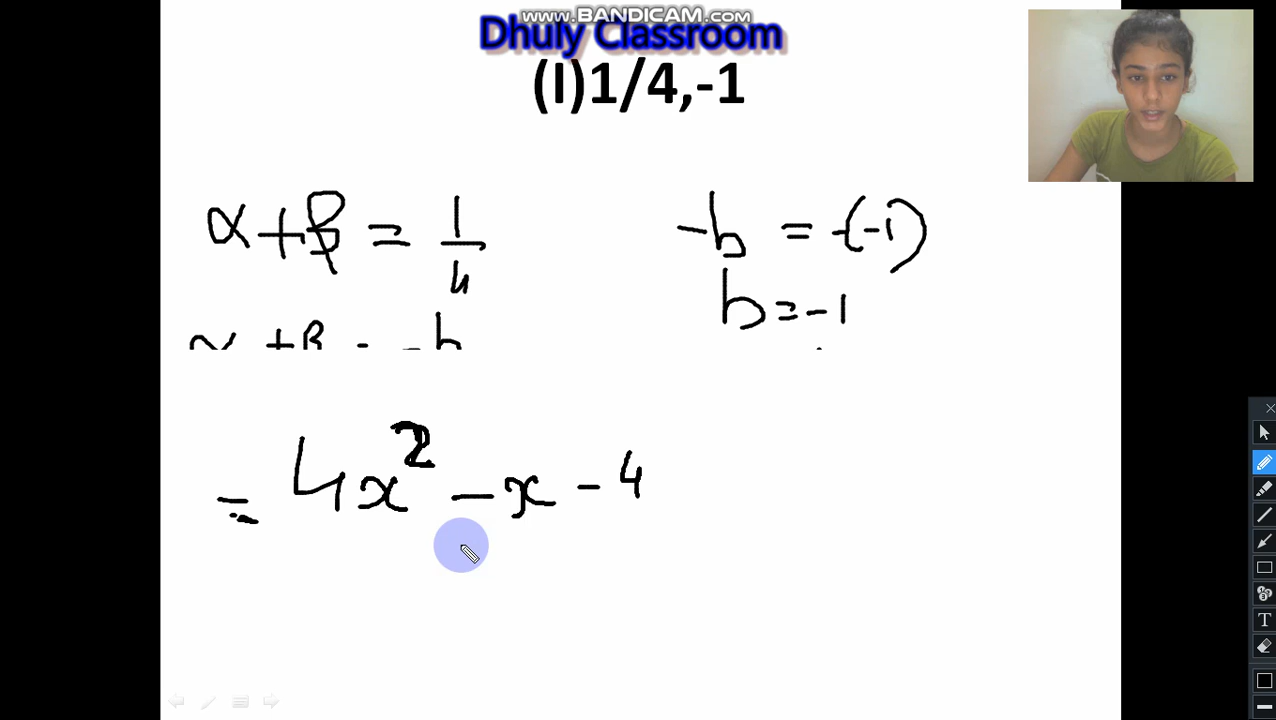 www.BANDICAM.com
Dhuly Classroom
(I)1/4,-1
α+β = 1/4
-b = -(-1)
b = -1
α + β = -b
= 4x² - x - 4
T